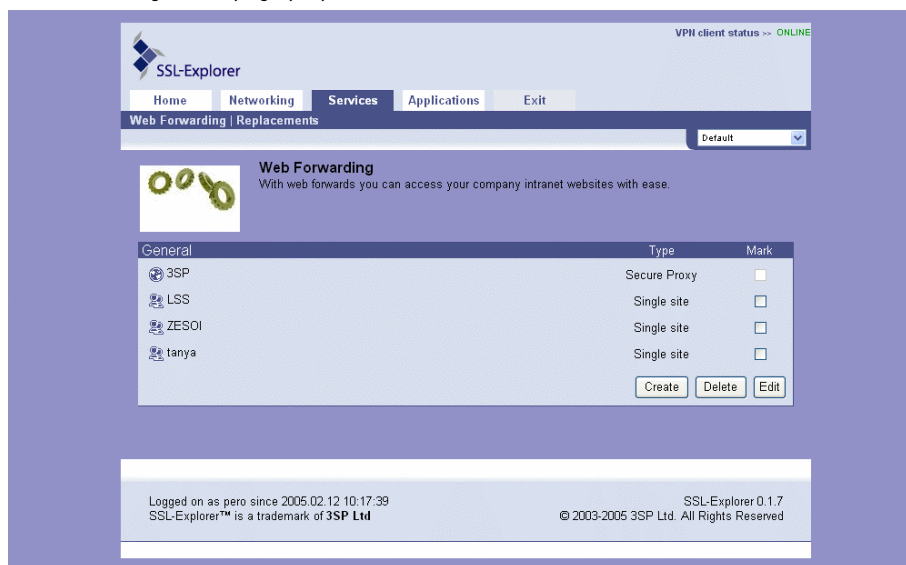 VPN client status >> ONLINE
SSL-Explorer
Home Networking Services Applications Exit
Web Forwarding | Replacements
Default
Web Forwarding
With web forwards you can access your company intranet websites with ease.
General Type Mark
3SP Secure Proxy
LSS Single site
ZESOI Single site
tanya Single site
Create Delete Edit
Logged on as pero since 2005.02.12 10:17:39 SSL-Explorer 0.1.7
SSL-Explorer™ is a trademark of 3SP Ltd © 2003-2005 3SP Ltd. All Rights Reserved